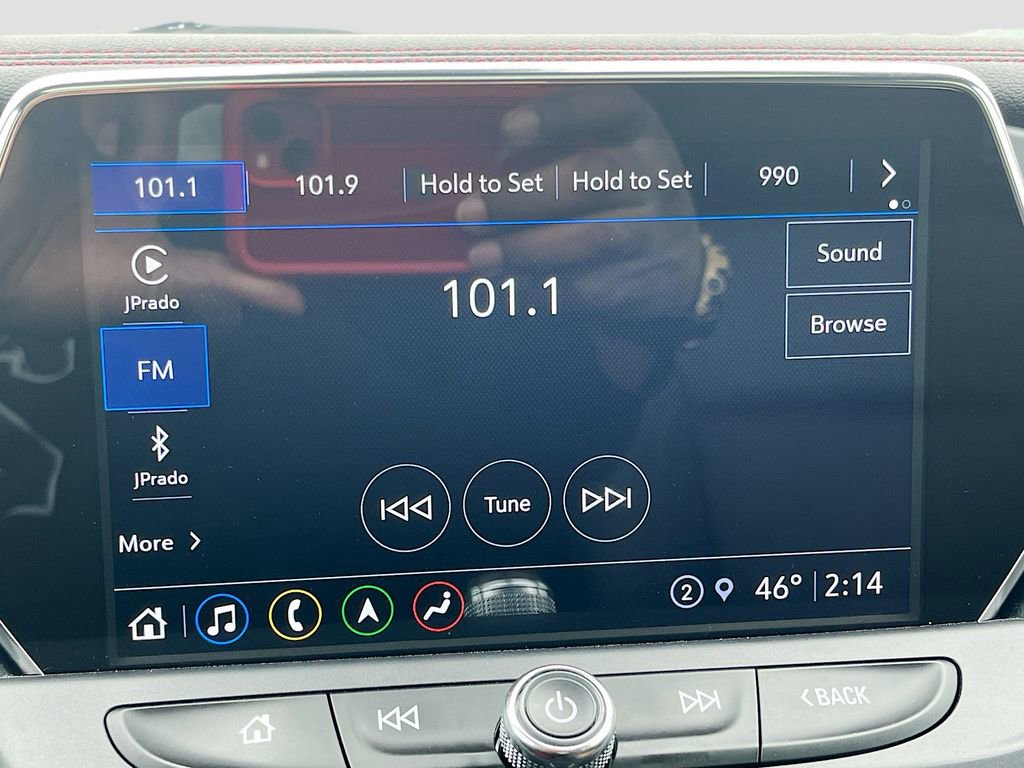 101.1
101.9
Hold to Set
Hold to Set
990
JPrado
101.1
Sound
Browse
FM
JPrado
Tune
More
2
46°
2:14
BACK